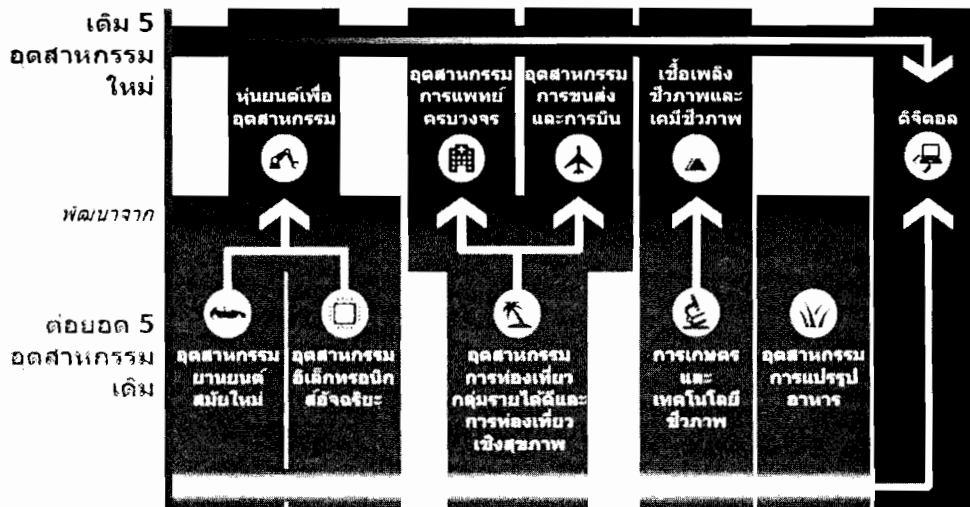 เติม 5
อุตสาหกรรม
ใหม่
หุ่นยนต์เพื่อ
อุตสาหกรรม
อุตสาหกรรม
การแพทย์
ครบวงจร
อุตสาหกรรม
การขนส่ง
และการบิน
เชื้อเพลิง
ชีวภาพและ
เคมีชีวภาพ
ดิจิตอล
พัฒนาจาก
ต่อยอด 5
อุตสาหกรรม
เดิม
อุตสาหกรรม
ยานยนต์
สมัยใหม่
อุตสาหกรรม
อิเล็กทรอนิก
ส์อัจฉริยะ
อุตสาหกรรม
การท่องเที่ยว
กลุ่มรายได้ดีและ
การท่องเที่ยว
เชิงสุขภาพ
การเกษตร
และ
เทคโนโลยี
ชีวภาพ
อุตสาหกรรม
การแปรรูป
อาหาร